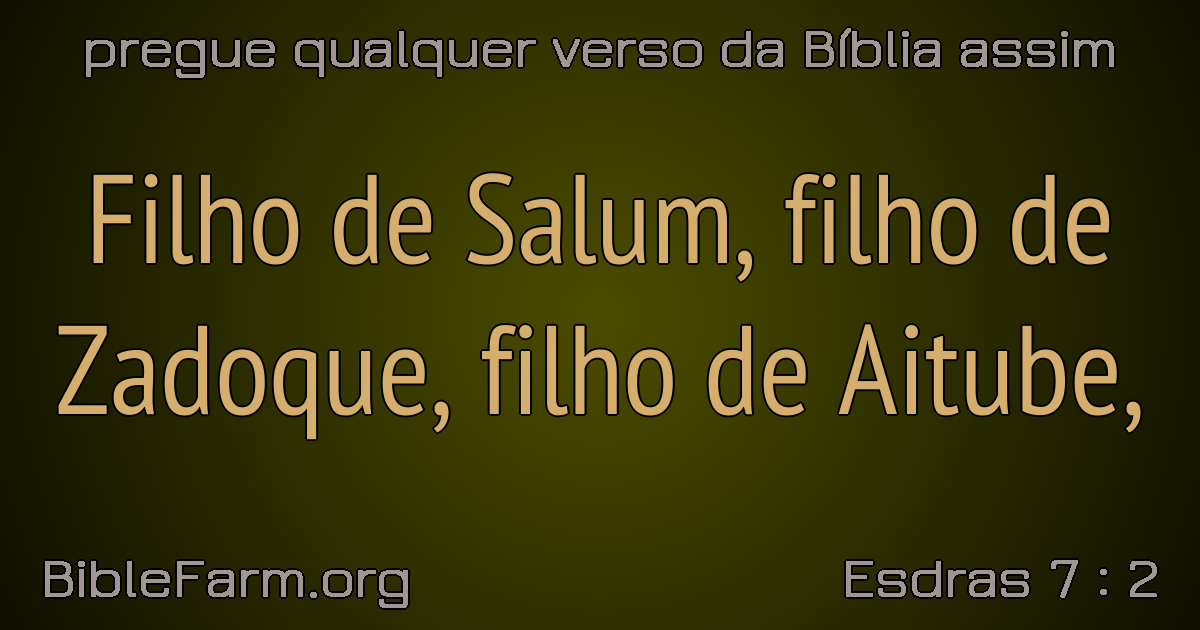 pregue qualquer verso da Bíblia assim
Filho de Salum, filho de
Zadoque, filho de Aitube,
BibleFarm.org
Esdras 7 : 2